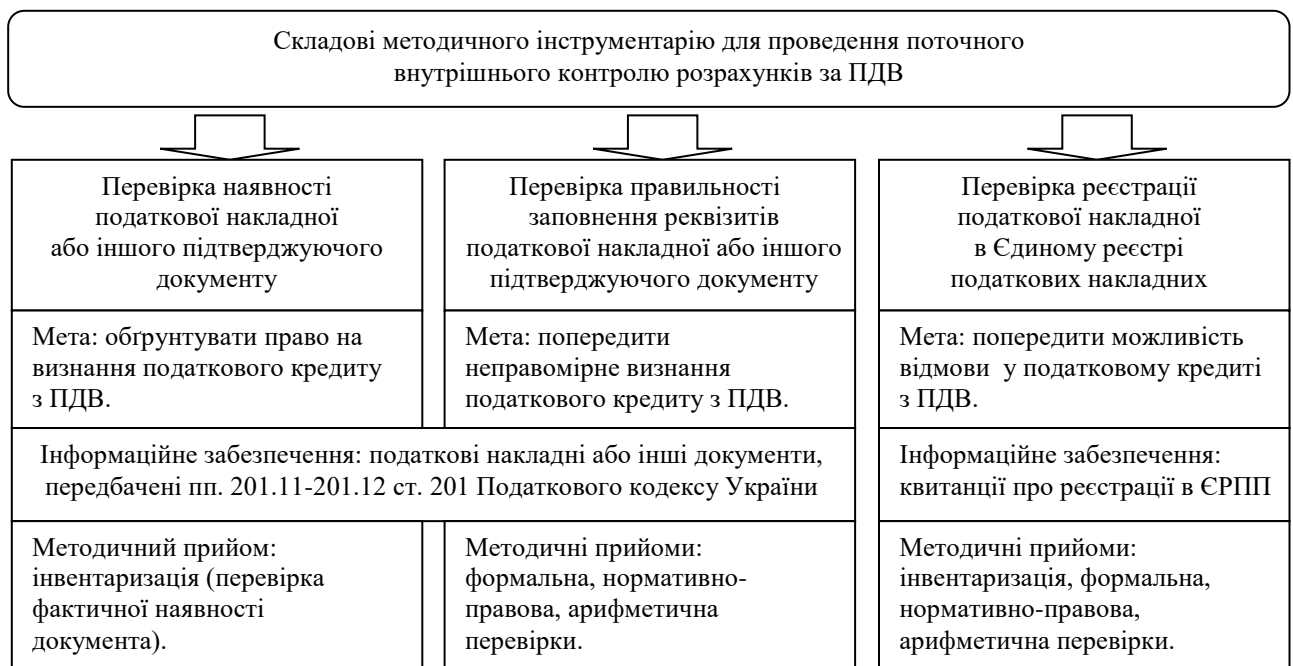 Складові методичного інструментарію для проведення поточного
внутрішнього контролю розрахунків за ПДВ
Перевірка наявності
податкової накладної
або іншого підтверджуючого
документу
Перевірка правильності
заповнення реквізитів
податкової накладної або іншого
підтверджуючого документу
Перевірка реєстрації
податкової накладної
в Єдиному реєстрі
податкових накладних
Мета: обґрунтувати право на
визнання податкового кредиту
з ПДВ.
Мета: попередити
неправомірне визнання
податкового кредиту з ПДВ.
Мета: попередити можливість
відмови у податковому кредиті
з ПДВ.
Інформаційне забезпечення: податкові накладні або інші документи,
передбачені пп. 201.11-201.12 ст. 201 Податкового кодексу України
Інформаційне забезпечення:
квитанції про реєстрації в ЄРПП
Методичний прийом:
інвентаризація (перевірка
фактичної наявності
документа).
Методичні прийоми:
формальна, нормативно-
правова, арифметична
перевірки.
Методичні прийоми:
інвентаризація, формальна,
нормативно-правова,
арифметична перевірки.